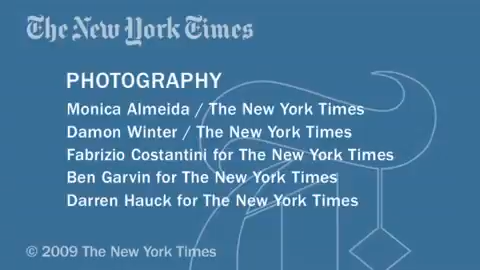 The New York Times
PHOTOGRAPHY
Monica Almeida / The New York Times
Damon Winter / The New York Times
Fabrizio Costantini for The New York Times
Ben Garvin for The New York Times
Darren Hauck for The New York Times
© 2009 The New York Times